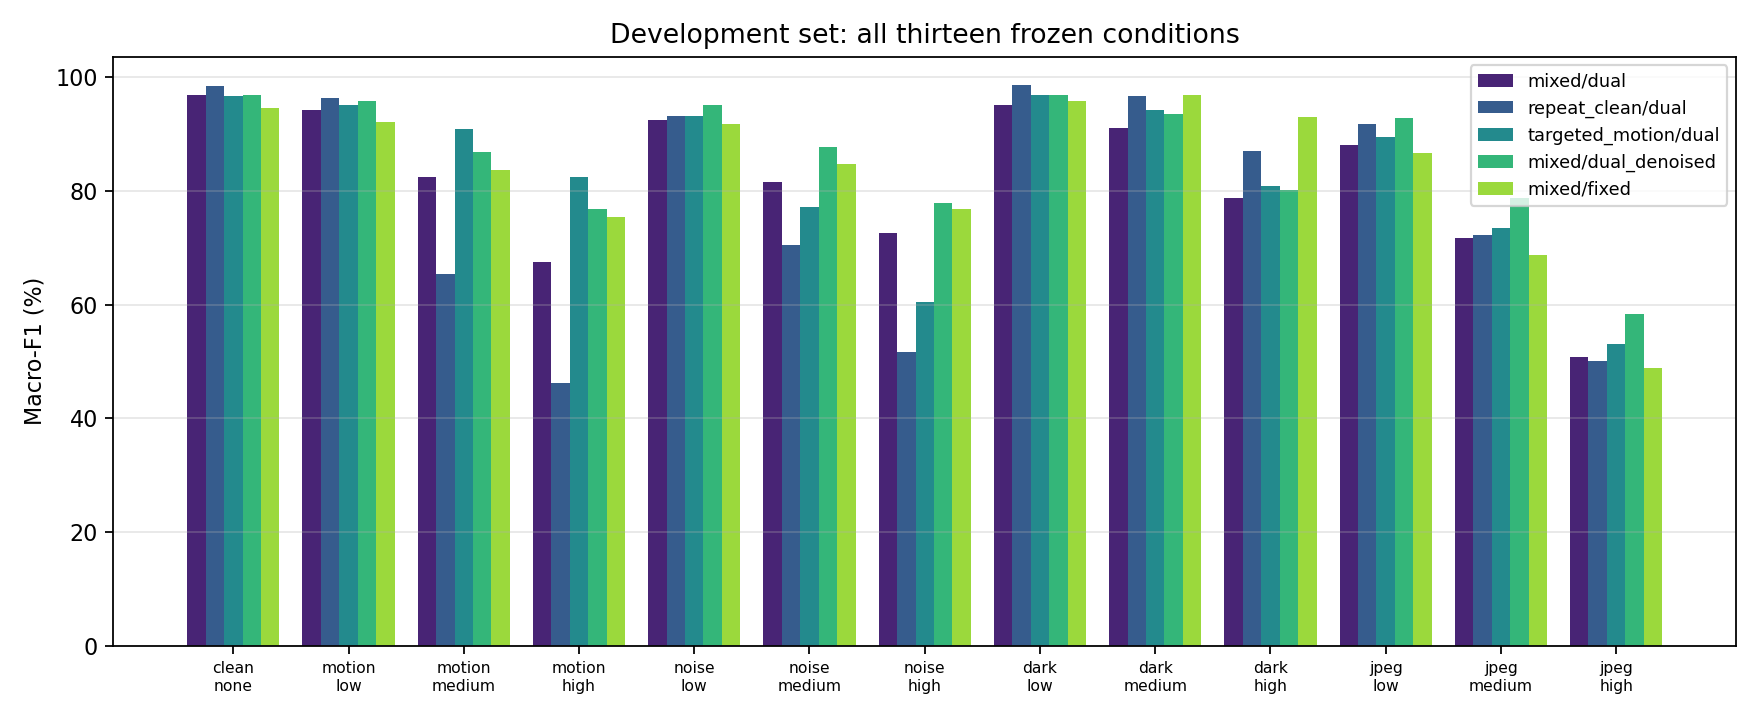 Development set: all thirteen frozen conditions
mixed/dual
repeat_clean/dual
targeted_motion/dual
mixed/dual_denoised
mixed/fixed
Macro-F1 (%)
100
80
60
40
20
0
clean
none
motion
low
motion
medium
motion
high
noise
low
noise
medium
noise
high
dark
low
dark
medium
dark
high
jpeg
low
jpeg
medium
jpeg
high